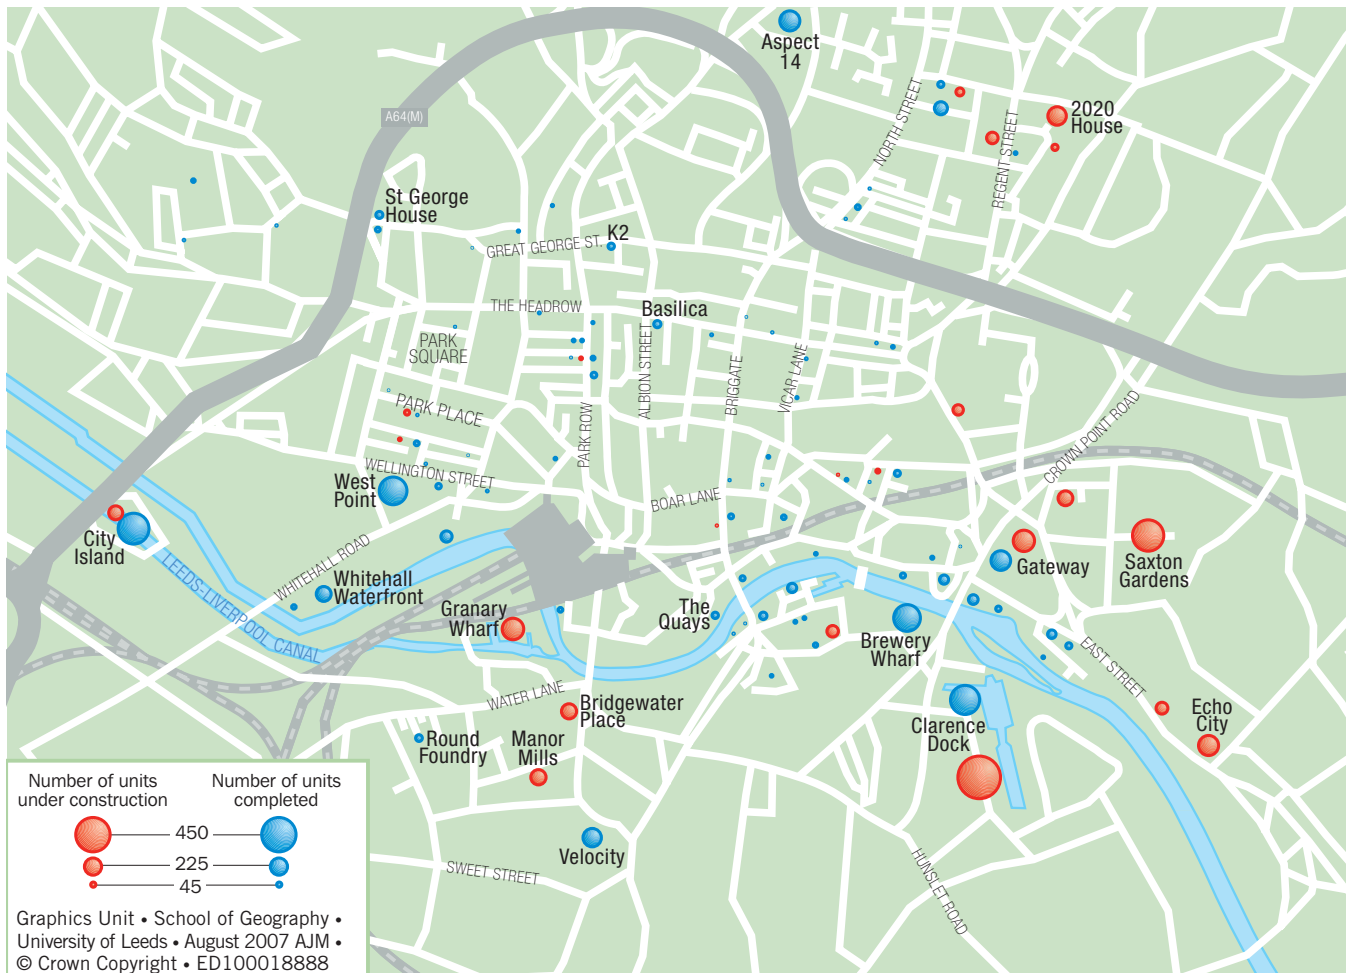 Aspect
14
A64(M)
NORTH STREET
2020
House
REGENT STREET
St George
House
GREAT GEORGE ST.
K2
THE HEADROW
Basilica
PARK
SQUARE
ALBION STREET
BRIGGATE
VICAR LANE
PARK PLACE
PARK ROW
CROWN POINT ROAD
WELLINGTON STREET
West
Point
BOAR LANE
City
Island
WHITEHALL ROAD
LEEDS-LIVERPOOL CANAL
Whitehall
Waterfront
Granary
Wharf
The
Quays
Gateway
Saxton
Gardens
Brewery
Wharf
EAST STREET
WATER LANE
Bridgewater
Place
Clarence
Dock
Echo
City
Round
Foundry
Manor
Mills
Velocity
SWEET STREET
HUNSLET ROAD
Number of units
under construction
Number of units
completed
450
225
45
Graphics Unit • School of Geography •
University of Leeds • August 2007 AJM •
© Crown Copyright • ED100018888